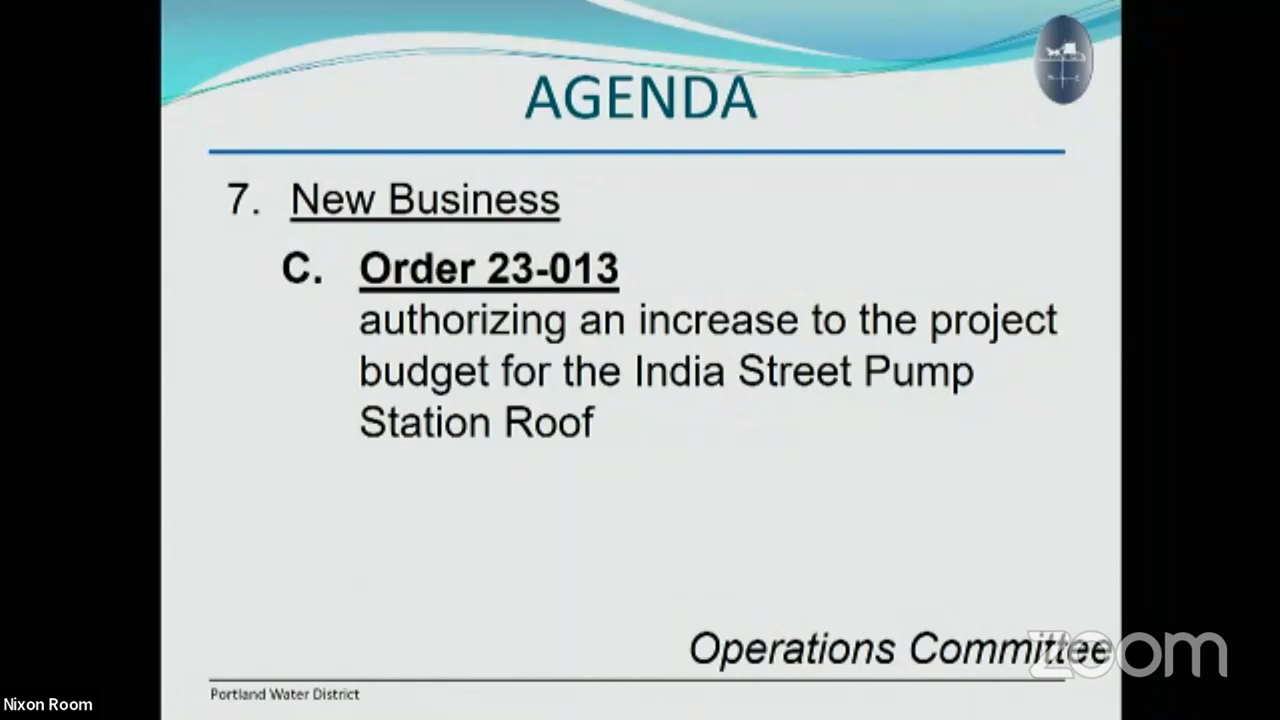 AGENDA
7. New Business
C. Order 23-013
authorizing an increase to the project
budget for the India Street Pump
Station Roof
Operations Committee
zoom
Portland Water District
Nixon Room